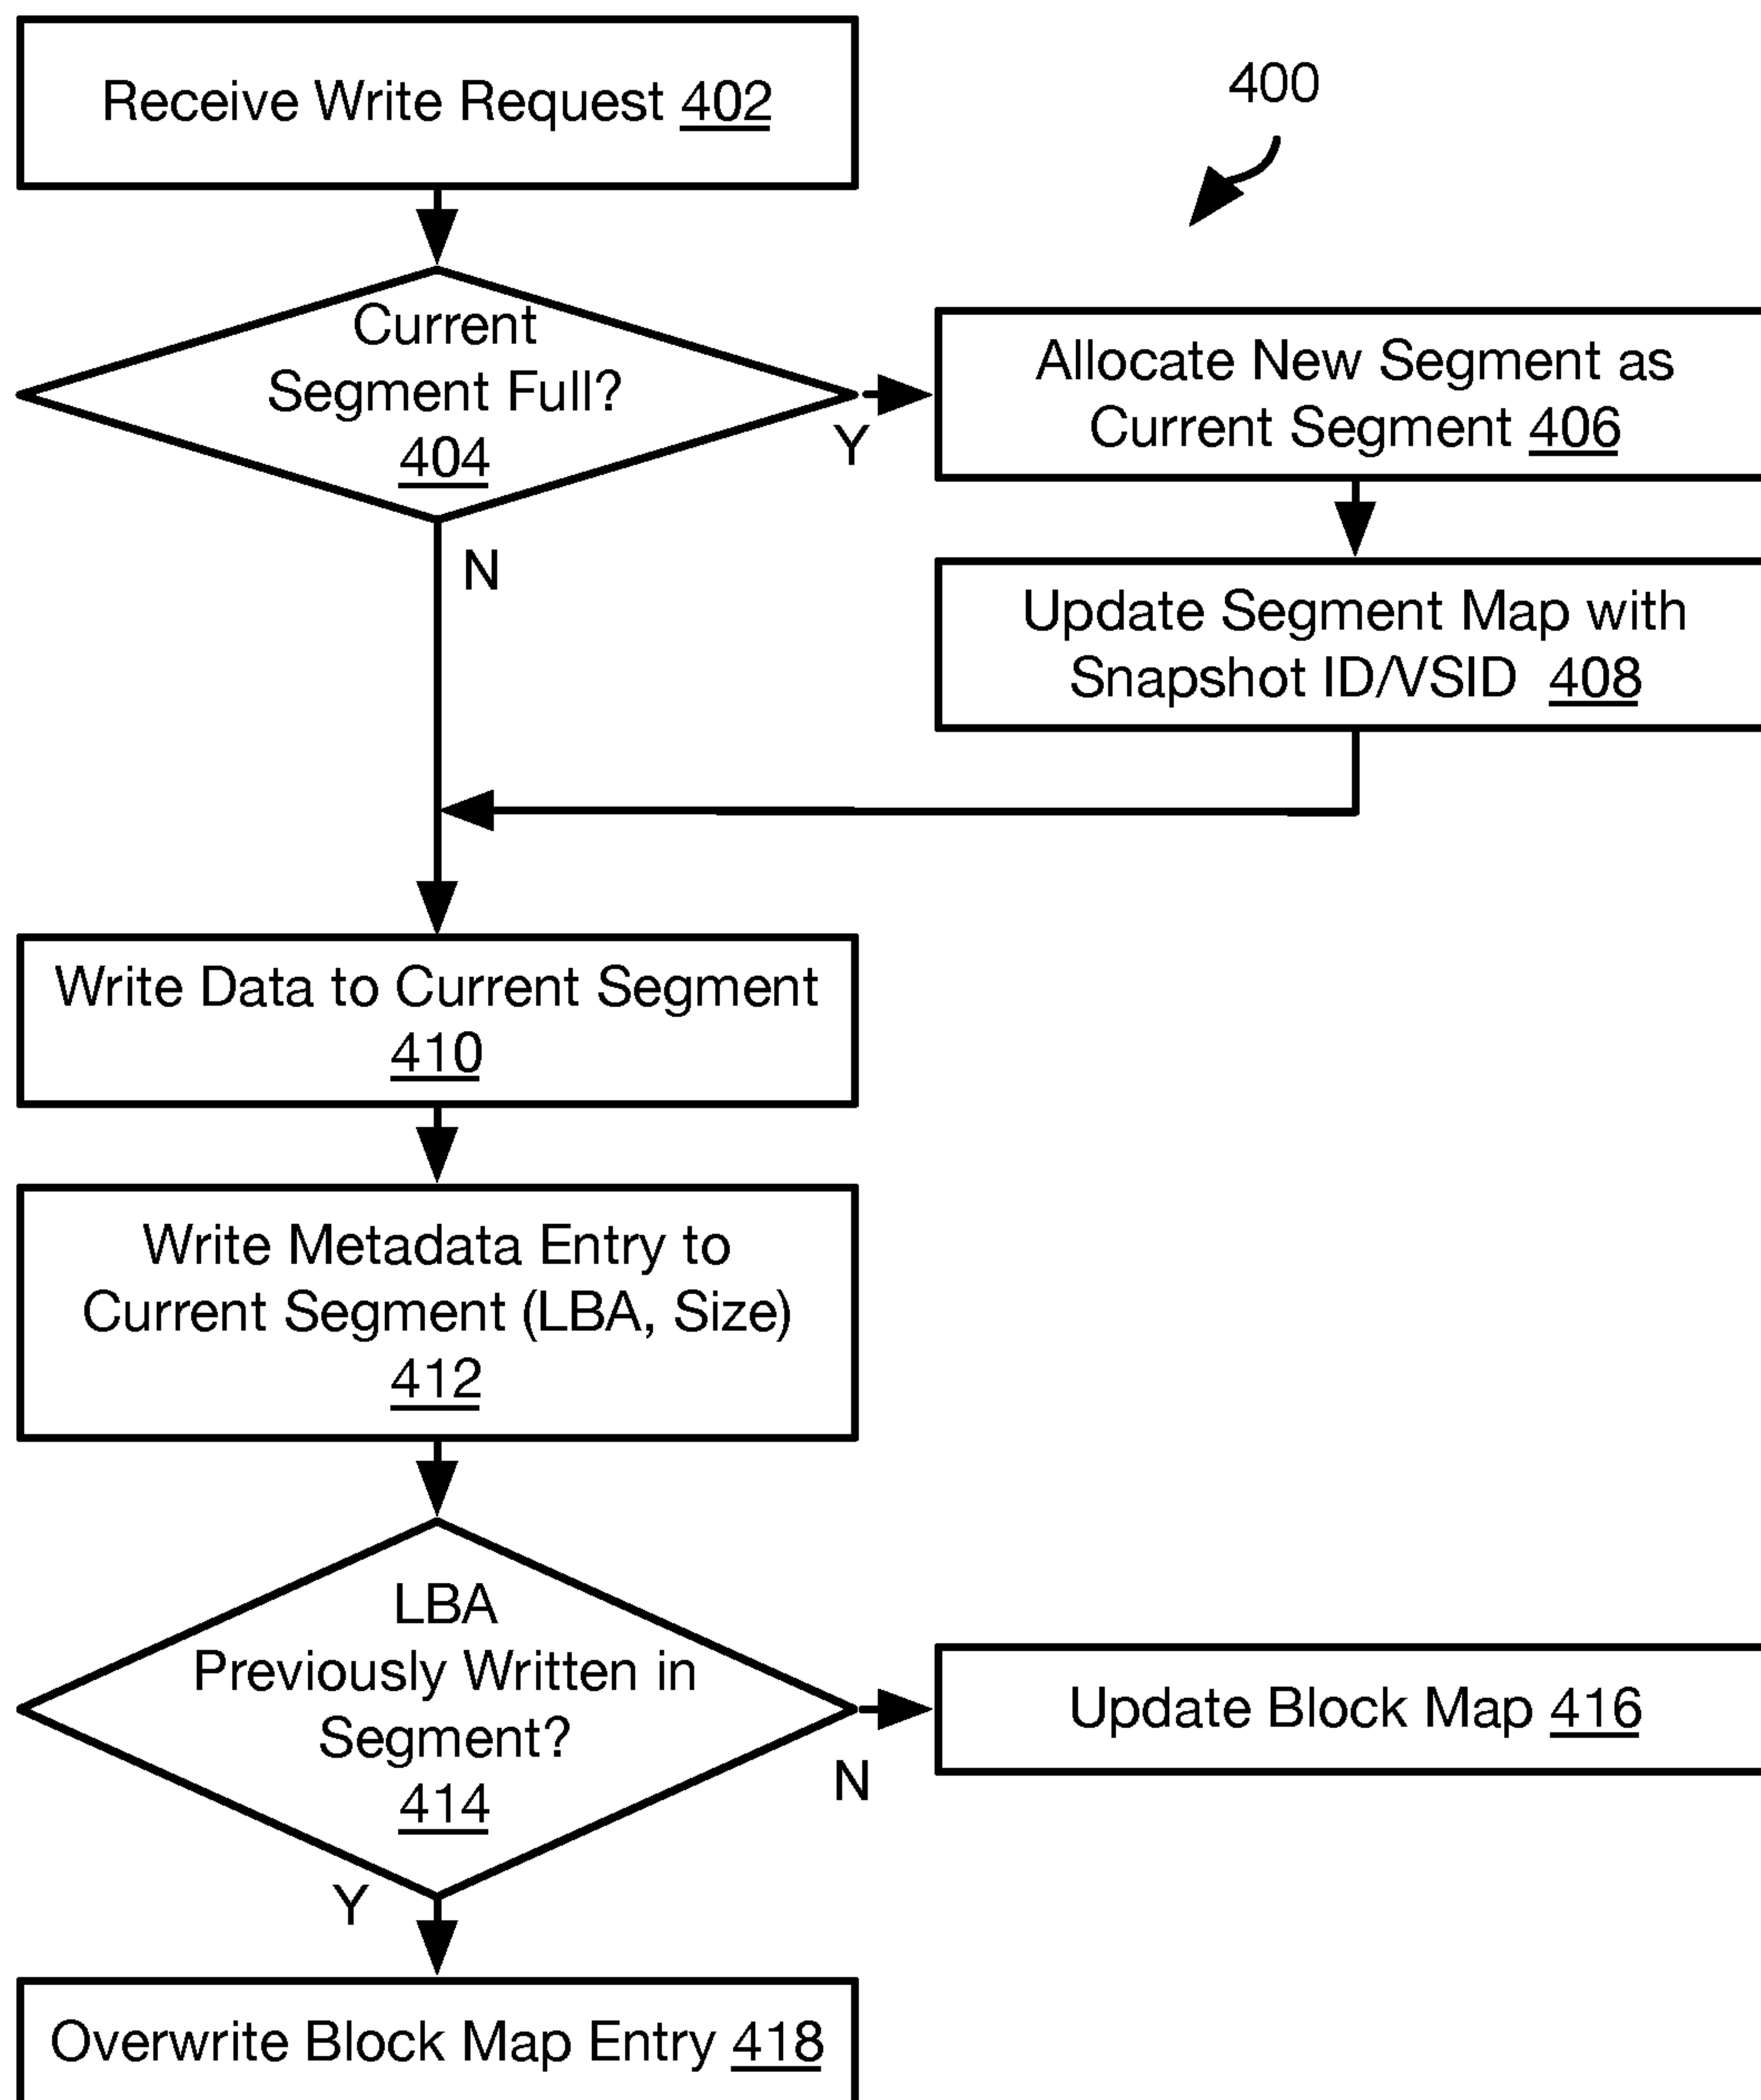 Receive Write Request 402
400
Current
Segment Full?
404
Y
N
Allocate New Segment as
Current Segment 406
Update Segment Map with
Snapshot ID/VSID 408
Write Data to Current Segment
410
Write Metadata Entry to
Current Segment (LBA, Size)
412
LBA
Previously Written in
Segment?
414
N
Y
Update Block Map 416
Overwrite Block Map Entry 418